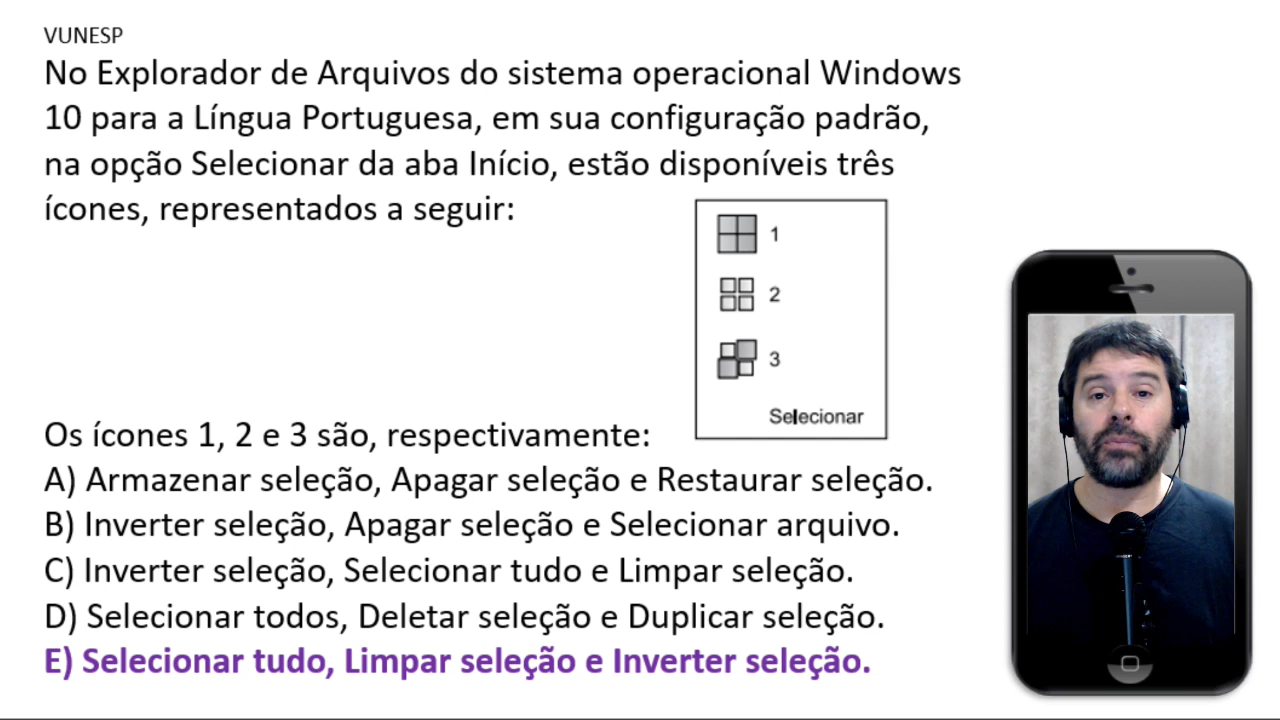 VUNESP
No Explorador de Arquivos do sistema operacional Windows
10 para a Língua Portuguesa, em sua configuração padrão,
na opção Selecionar da aba Início, estão disponíveis três
ícones, representados a seguir:
1
2
3
Selecionar
Os ícones 1, 2 e 3 são, respectivamente:
A) Armazenar seleção, Apagar seleção e Restaurar seleção.
B) Inverter seleção, Apagar seleção e Selecionar arquivo.
C) Inverter seleção, Selecionar tudo e Limpar seleção.
D) Selecionar todos, Deletar seleção e Duplicar seleção.
E) Selecionar tudo, Limpar seleção e Inverter seleção.